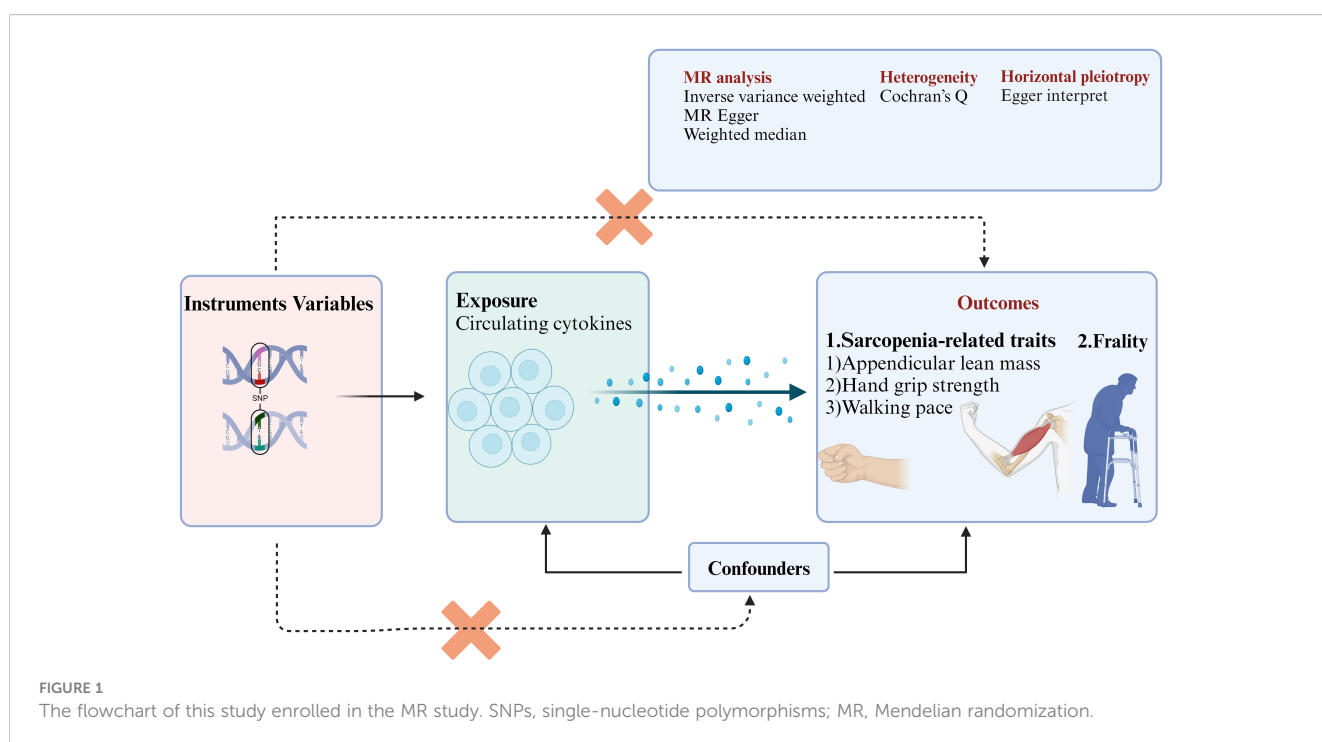 MR analysis
Inverse variance weighted
MR Egger
Weighted median
Heterogeneity
Cochran's Q
Horizontal pleiotropy
Egger interpret
Instruments Variables
SNP
Exposure
Circulating cytokines
Outcomes
1.Sarcopenia-related traits
1)Appendicular lean mass
2)Hand grip strength
3)Walking pace
2.Frality
Confounders
FIGURE 1
The flowchart of this study enrolled in the MR study. SNPs, single-nucleotide polymorphisms; MR, Mendelian randomization.